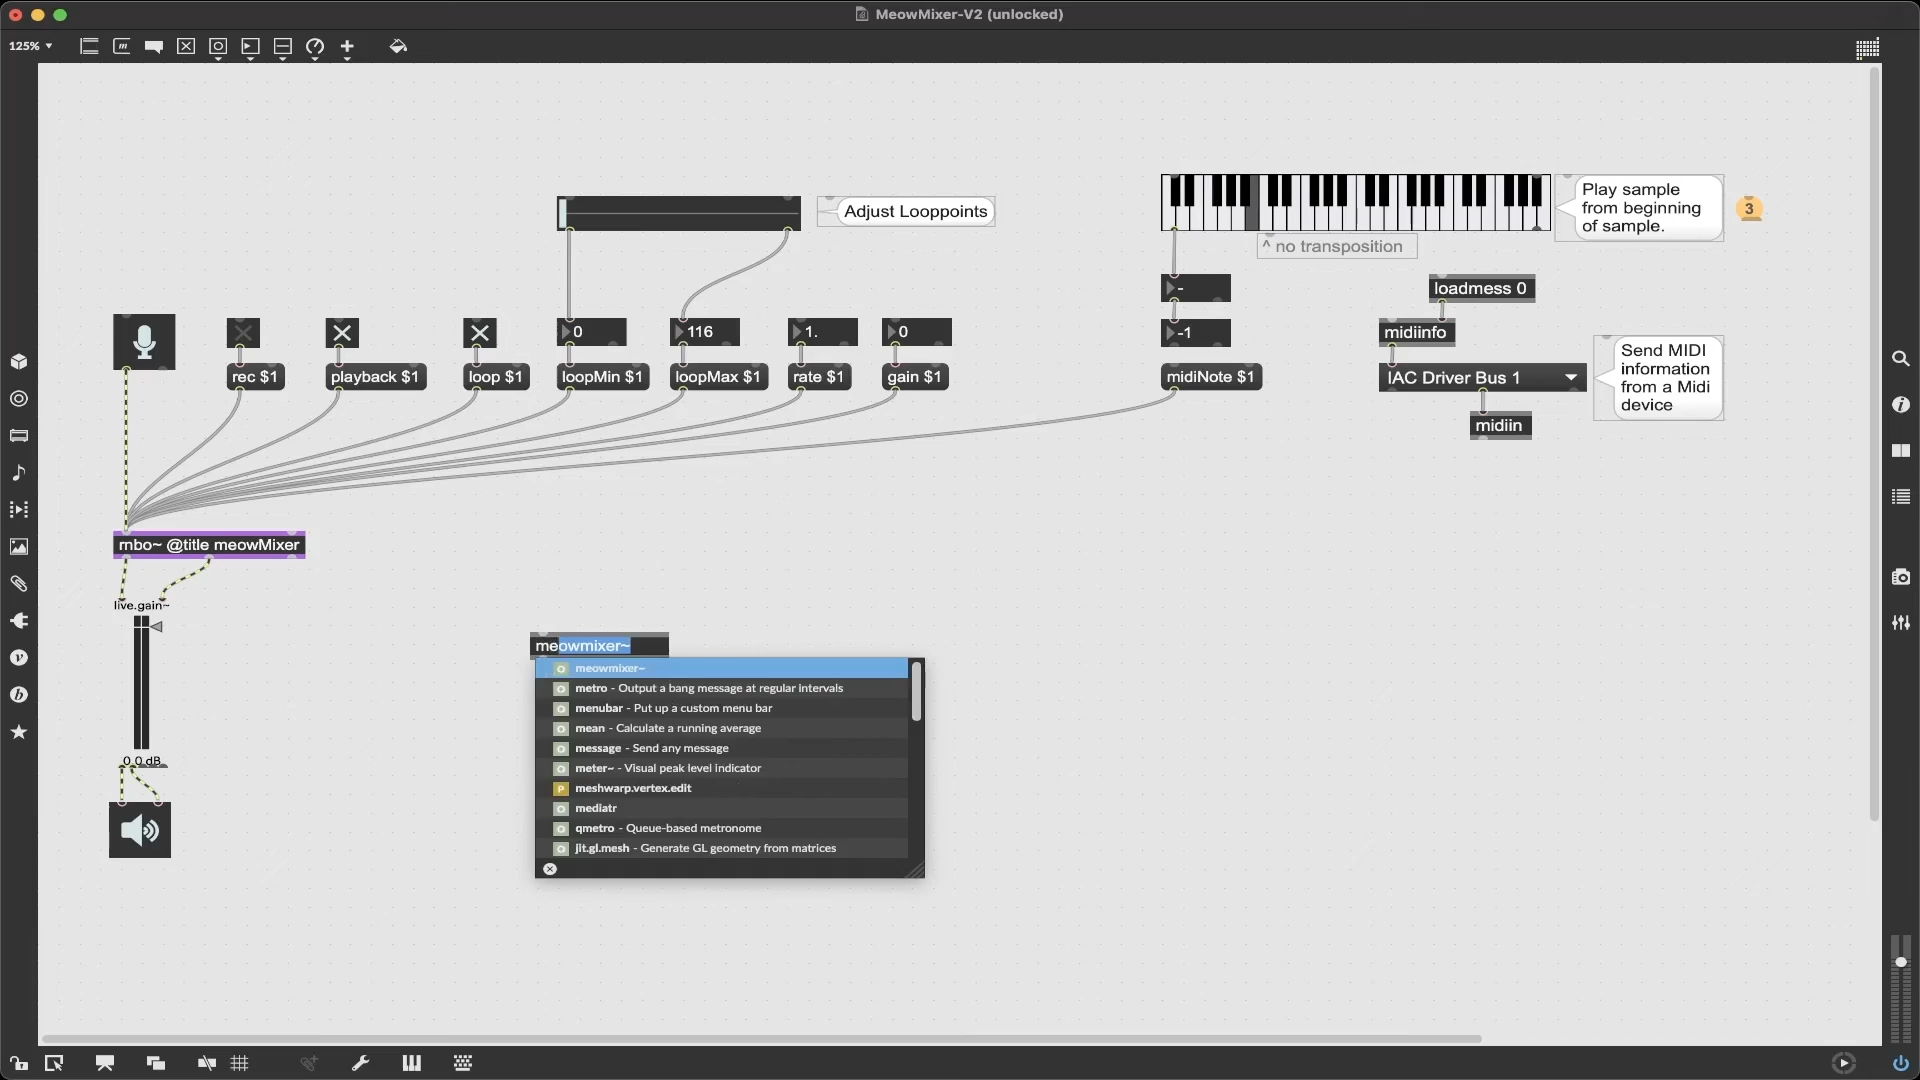 MeowMixer-V2 (unlocked)
125%
Adjust Looppoints
Play sample
from beginning
of sample.
3
^ no transposition
-
loadmess 0
0
116
1.
0
-1
midiinfo
rec $1
playback $1
loop $1
loopMin $1
loopMax $1
rate $1
gain $1
midiNote $1
IAC Driver Bus 1
Send MIDI
information
from a Midi
device
midiin
rnbo~ @title meowMixer
live.gain~
0.0 dB
meowmixer~
meowmixer~
metro - Output a bang message at regular intervals
menubar - Put up a custom menu bar
mean - Calculate a running average
message - Send any message
meter~ - Visual peak level indicator
meshwarp.vertex.edit
mediatr
qmetro - Queue-based metronome
jit.gl.mesh - Generate GL geometry from matrices